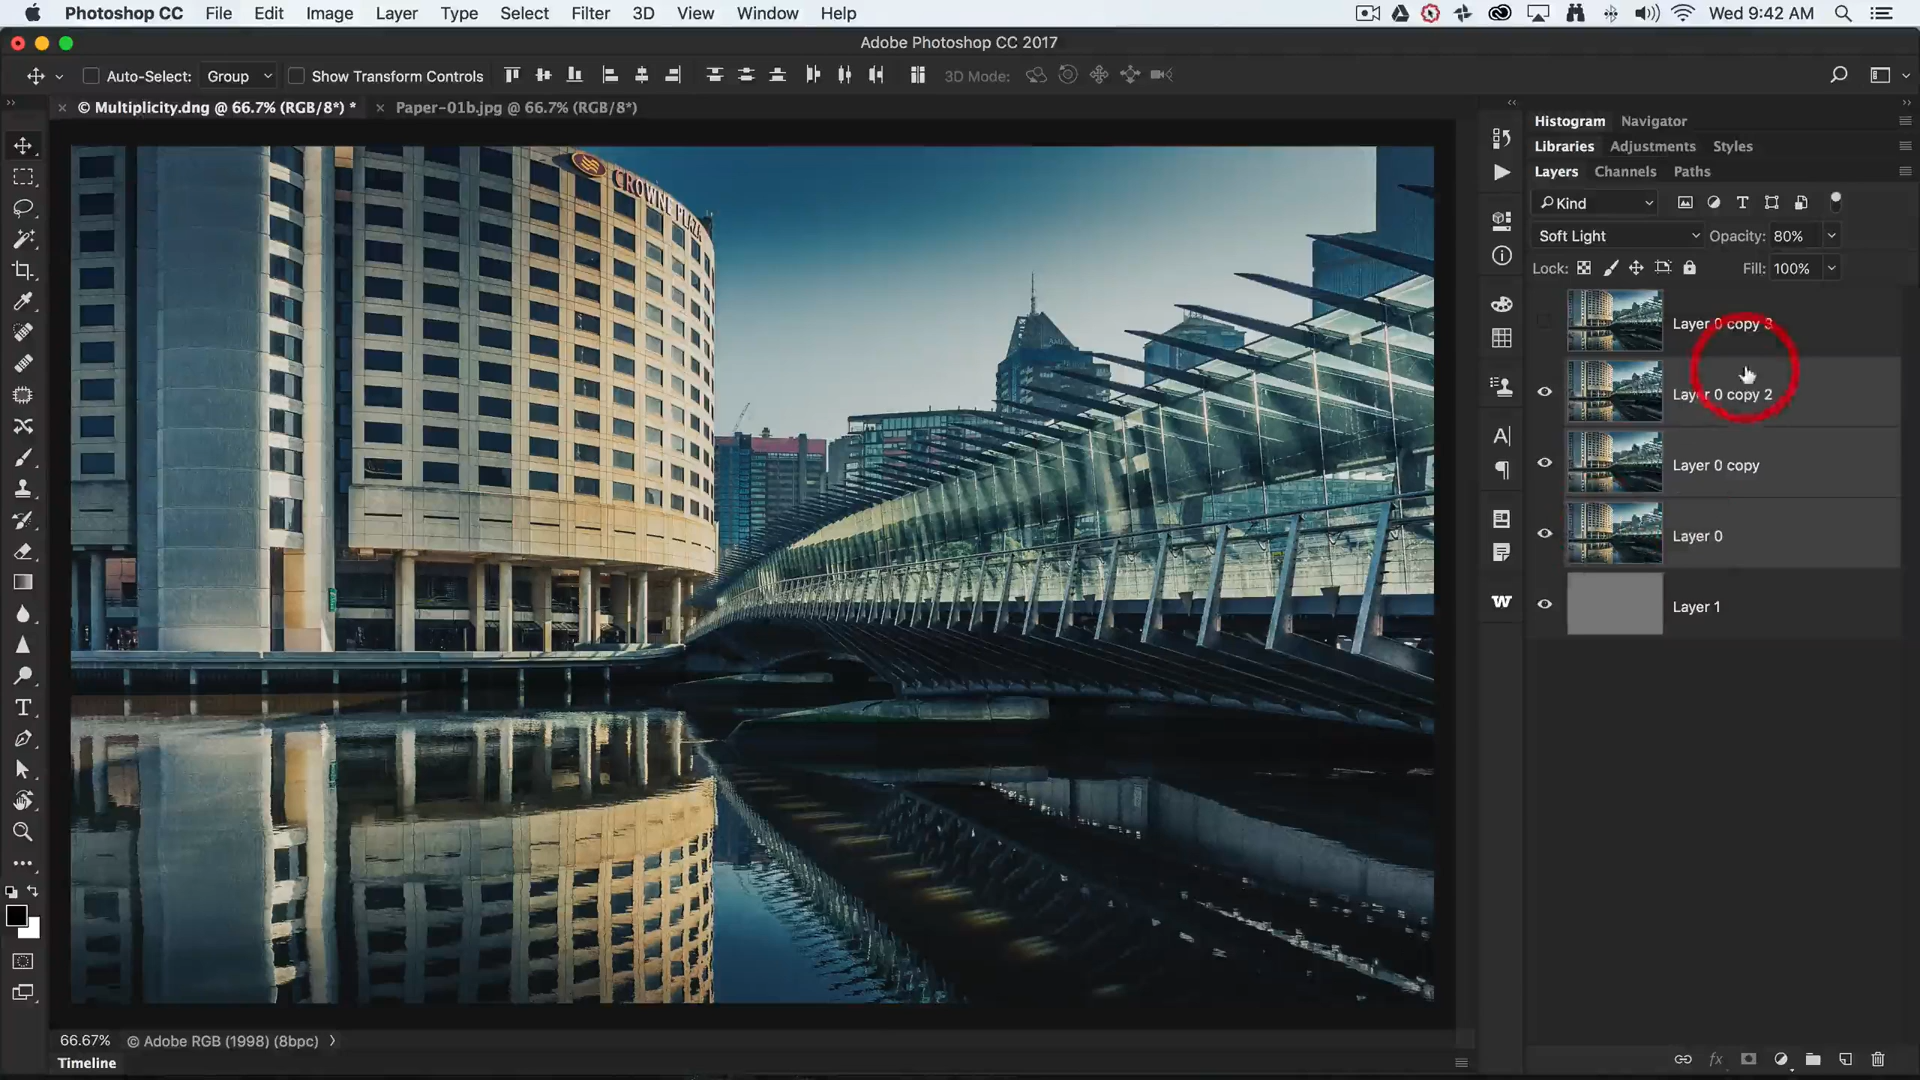 Photoshop CC File Edit Image Layer Type Select Filter 3D View Window Help Wed 9:42 AM
Adobe Photoshop CC 2017
Auto-Select: Group Show Transform Controls 3D Mode:
© Multiplicity.dng @ 66.7% (RGB/8*) * Paper-01b.jpg @ 66.7% (RGB/8*)
Histogram Navigator
Libraries Adjustments Styles
Layers Channels Paths
Kind
Soft Light Opacity: 80%
Lock: Fill: 100%
CROWNE PLAZA
Layer 0 copy 3
Layer 0 copy 2
Layer 0 copy
Layer 0
Layer 1
66.67% © Adobe RGB (1998) (8bpc)
Timeline